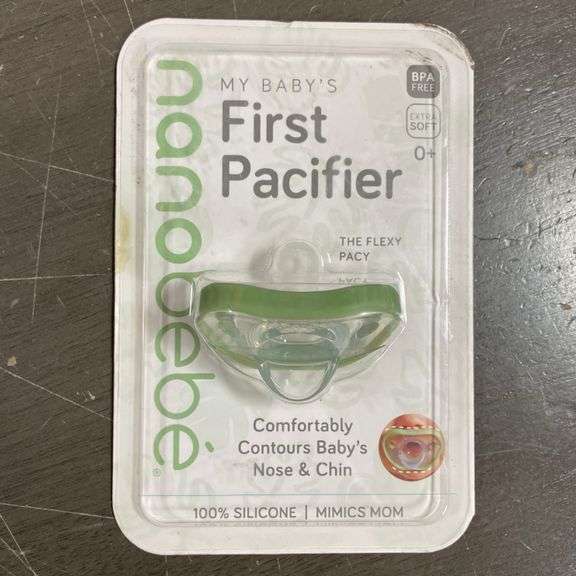 nanobebé®
MY BABY'S
First
Pacifier
BPA
FREE
EXTRA
SOFT
0+
THE FLEXY
PACY
Comfortably
Contours Baby's
Nose & Chin
100% SILICONE | MIMICS MOM